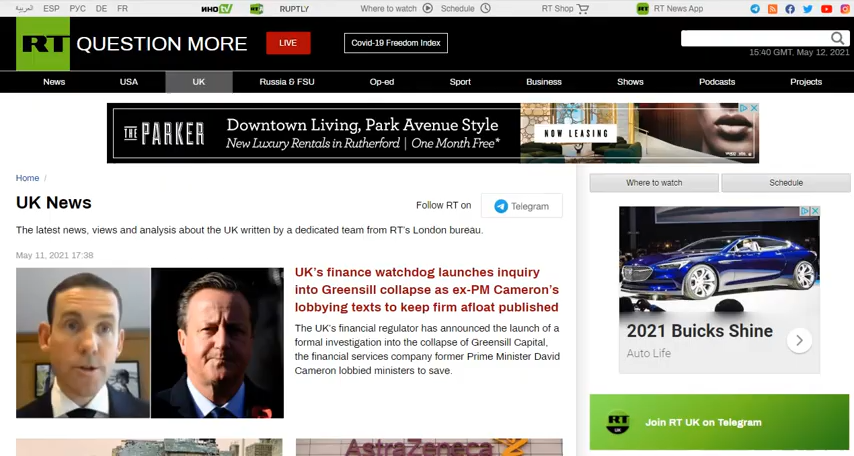 العربية ESP РУС DE FR ИНОTV RUPTLY Where to watch Schedule RT Shop RT News App
RT QUESTION MORE LIVE Covid-19 Freedom Index
15:40 GMT, May 12, 2021
News USA UK Russia & FSU Op-ed Sport Business Shows Podcasts Projects
THE PARKER
Downtown Living, Park Avenue Style
New Luxury Rentals in Rutherford | One Month Free*
NOW LEASING
Home /
UK News
Follow RT on Telegram
The latest news, views and analysis about the UK written by a dedicated team from RT's London bureau.
May 11, 2021 17:38
UK's finance watchdog launches inquiry
into Greensill collapse as ex-PM Cameron's
lobbying texts to keep firm afloat published
The UK's financial regulator has announced the launch of a
formal investigation into the collapse of Greensill Capital,
the financial services company former Prime Minister David
Cameron lobbied ministers to save.
AstraZeneca
Where to watch Schedule
2021 Buicks Shine
Auto Life
RT
UK
Join RT UK on Telegram